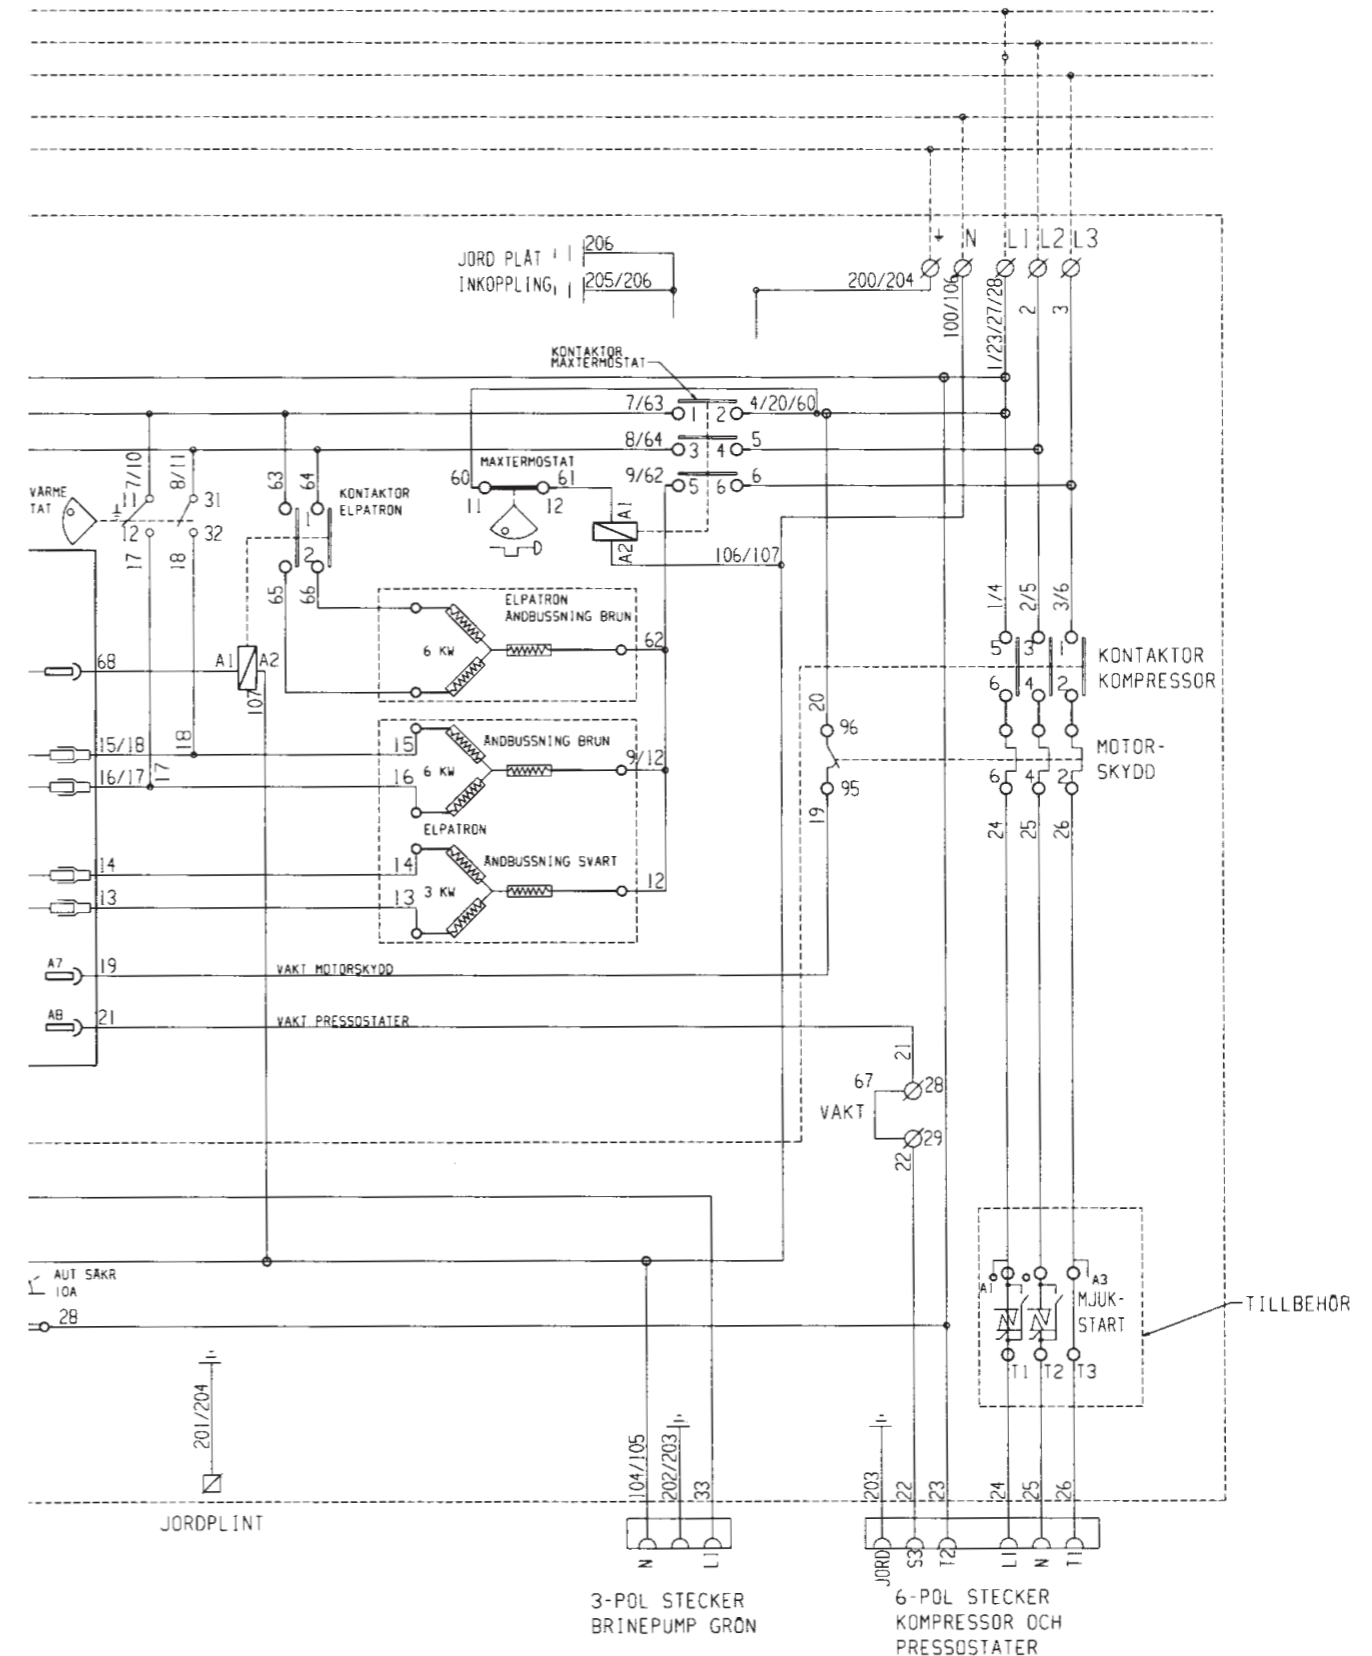 N L1 L2 L3
JORD PLÅT
INKOPPLING
206
205/206
200/204
100/106
1/23/27/28
2
3
KONTAKTOR
MAXTERMOSTAT
7/63 1 2 4/20/60
8/64 3 4 5
9/62 5 6 6
MAXTERMOSTAT
60 61
11 12
A1
A2
106/107
VÄRME
TAT
7/10
8/11
11 31
12 32
17
18
63
64
KONTAKTOR
ELPATRON
1
2
65
66
ELPATRON
ÄNDBUSSNING BRUN
6 KW
62
68
A1 A2
107
1/4
2/5
3/6
5 3 1
6 4 2
KONTAKTOR
KOMPRESSOR
20
96
95
19
MOTOR-
SKYDD
6 4 2
24
25
26
15/18
18
16/17
17
15
16
ÄNDBUSSNING BRUN
6 KW
9/12
ELPATRON
14
13
14
13
ÄNDBUSSNING SVART
3 KW
12
A7 19
VAKT MOTORSKYDD
A8 21
VAKT PRESSOSTATER
21
67
28
VAKT
29
22
AUT SÄKR
10A
28
A1
A3
MJUK-
START
T1 T2 T3
TILLBEHÖR
201/204
JORDPLINT
104/105
202/203
33
203
22
23
24
25
26
N
L1
JORD
S3
T2
L1
N
T1
3-POL STECKER
BRINEPUMP GRÖN
6-POL STECKER
KOMPRESSOR OCH
PRESSOSTATER